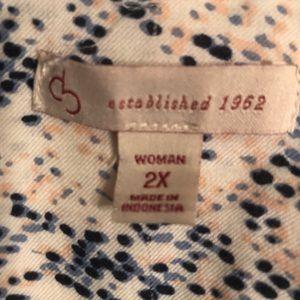 established 1962
WOMAN
2X
MADE IN
INDONESIA